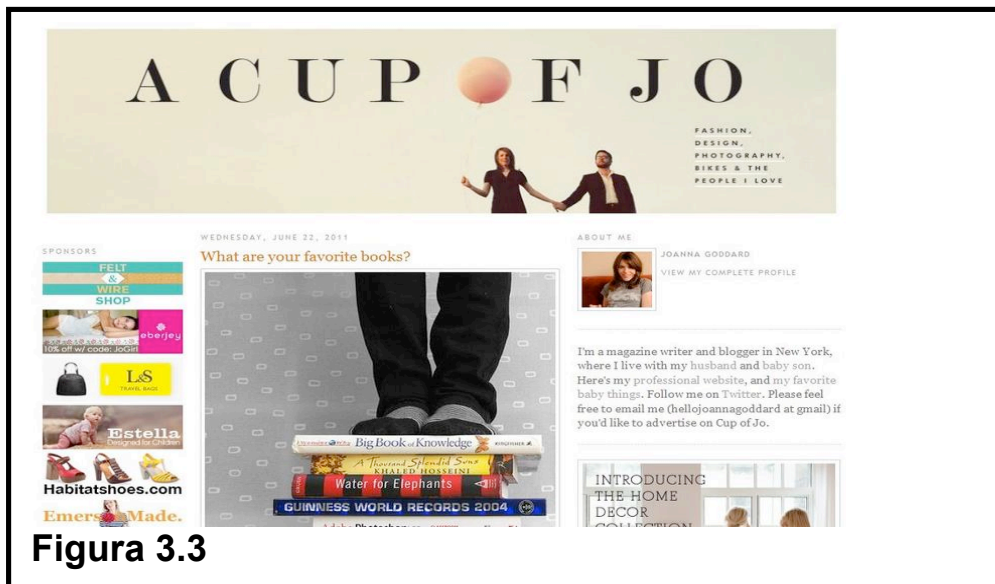 A CUP OF JO
FASHION,
DESIGN,
PHOTOGRAPHY,
BIKES & THE
PEOPLE I LOVE
SPONSORS
FELT
&
WIRE
SHOP
eberjey
10% off w/ code: JoGirl
L&S
TRAVEL BAGS
Estella
Designed for Children
Habitatshoes.com
Emerson Made.
WEDNESDAY, JUNE 22, 2011
What are your favorite books?
Big Book of Knowledge
KINGFISHER
A Thousand Splendid Suns
KHALED HOSSEINI
Water for Elephants
GUINNESS WORLD RECORDS 2004
ABOUT ME
JOANNA GODDARD
VIEW MY COMPLETE PROFILE
I'm a magazine writer and blogger in New York,
where I live with my husband and baby son.
Here's my professional website, and my favorite
baby things. Follow me on Twitter. Please feel
free to email me (hellojoannagoddard at gmail) if
you'd like to advertise on Cup of Jo.
INTRODUCING
THE HOME
DECOR
COLLECTION
Figura 3.3